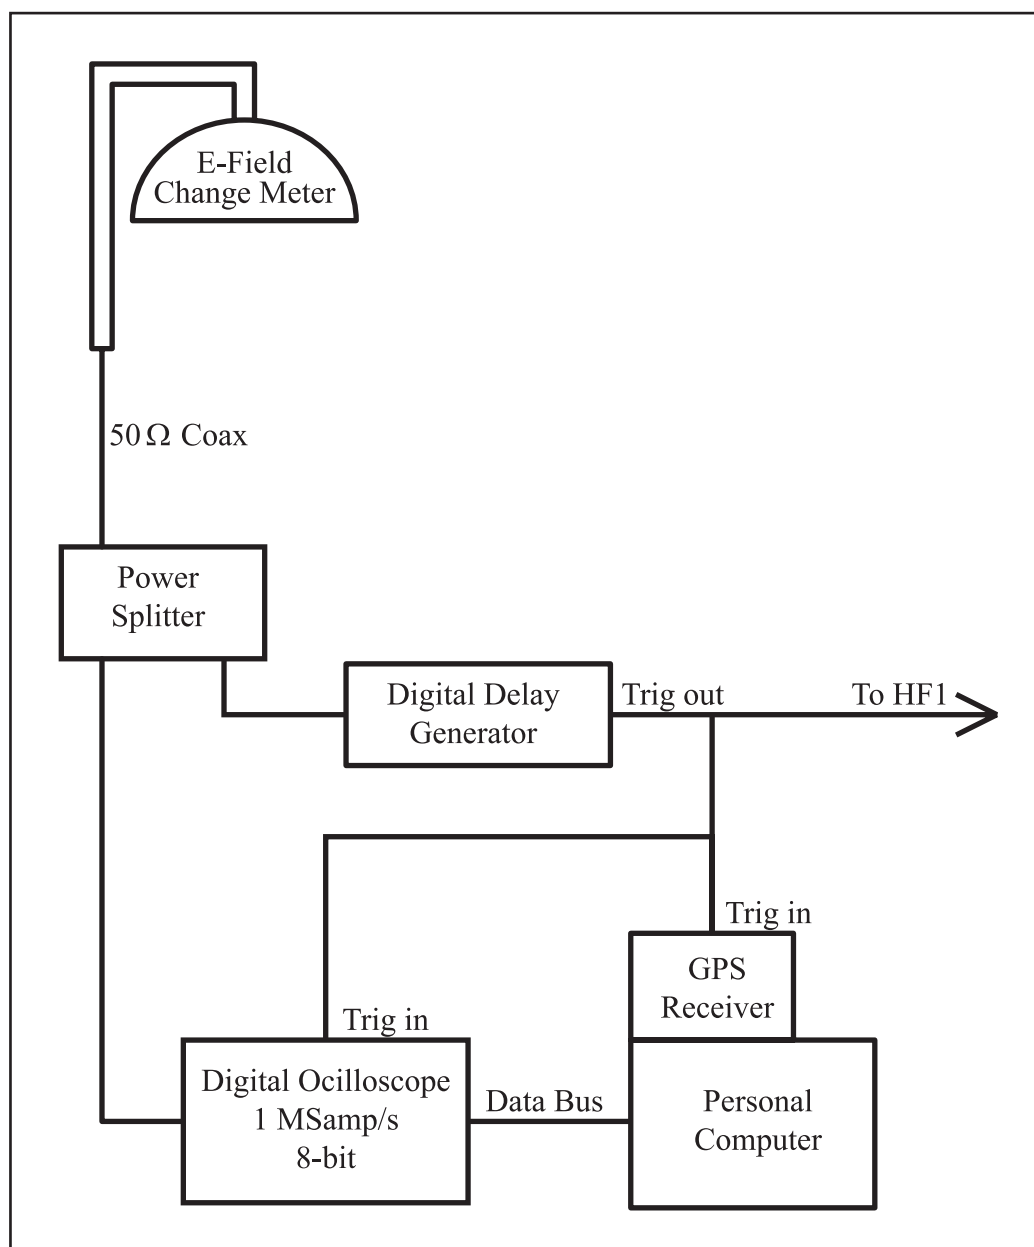 E-Field
Change Meter
50 Ω Coax
Power
Splitter
Digital Delay
Generator
Trig out
To HF1
Trig in
GPS
Receiver
Trig in
Digital Ocilloscope
1 MSamp/s
8-bit
Data Bus
Personal
Computer